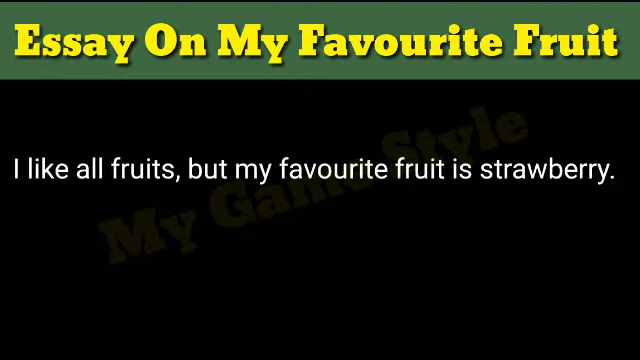 Essay On My Favourite Fruit
I like all fruits, but my favourite fruit is strawberry.
My Game Style